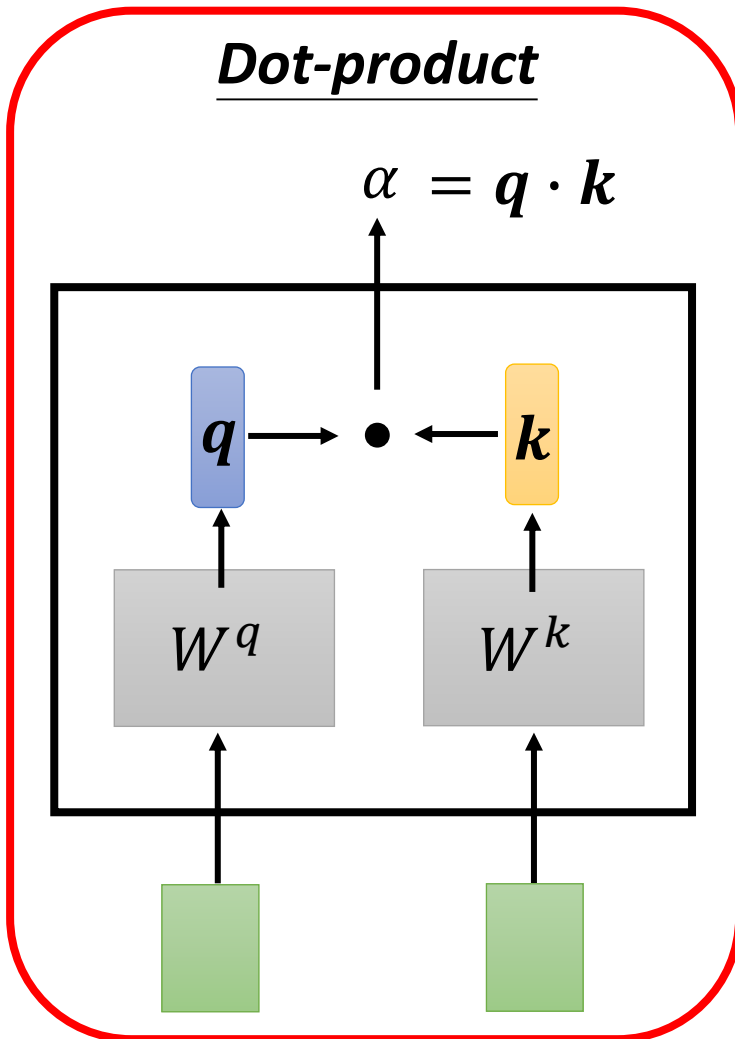 Dot-product
α = q · k
q k
W^q W^k